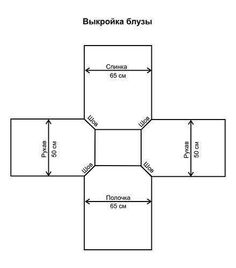 Выкройка блузы
Спинка
65 см
Шов
Шов
Рукав
50 см
Рукав
50 см
Шов
Шов
Полочка
65 см